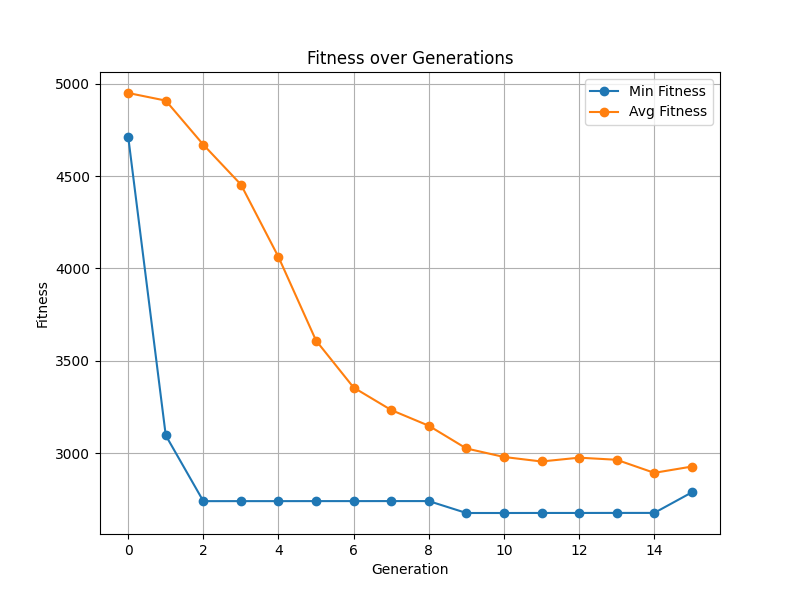 Fitness over Generations
Min Fitness
Avg Fitness
5000
4500
4000
3500
3000
Fitness
0 2 4 6 8 10 12 14
Generation